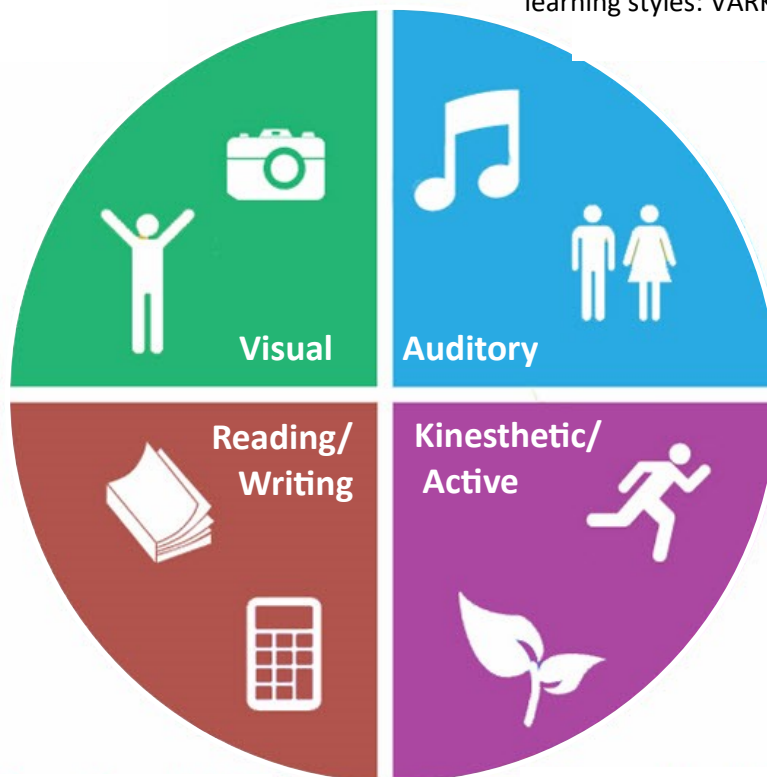 learning styles: VARK
Visual
Auditory
Reading/
Writing
Kinesthetic/
Active